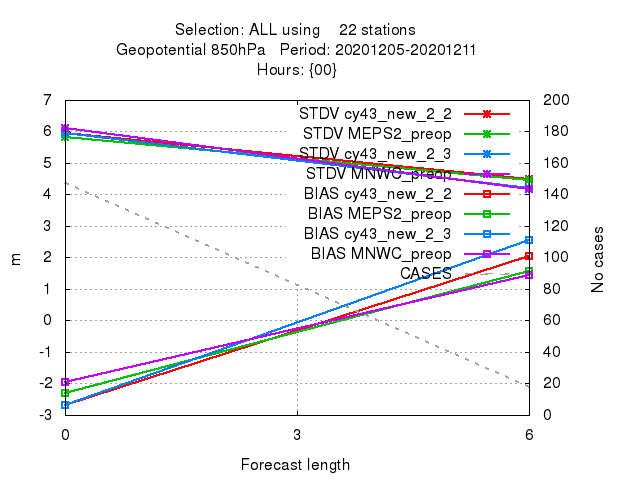 Selection: ALL using    22 stations
Geopotential 850hPa   Period: 20201205-20201211
Hours: {00}
7
6
5
4
3
2
1
0
-1
-2
-3
m
STDV cy43_new_2_2
STDV MEPS2_preop
STDV cy43_new_2_3
STDV MNWC_preop
BIAS cy43_new_2_2
BIAS MEPS2_preop
BIAS cy43_new_2_3
BIAS MNWC_preop
CASES
200
180
160
140
120
100
80
60
40
20
0
No cases
0 3 6
Forecast length